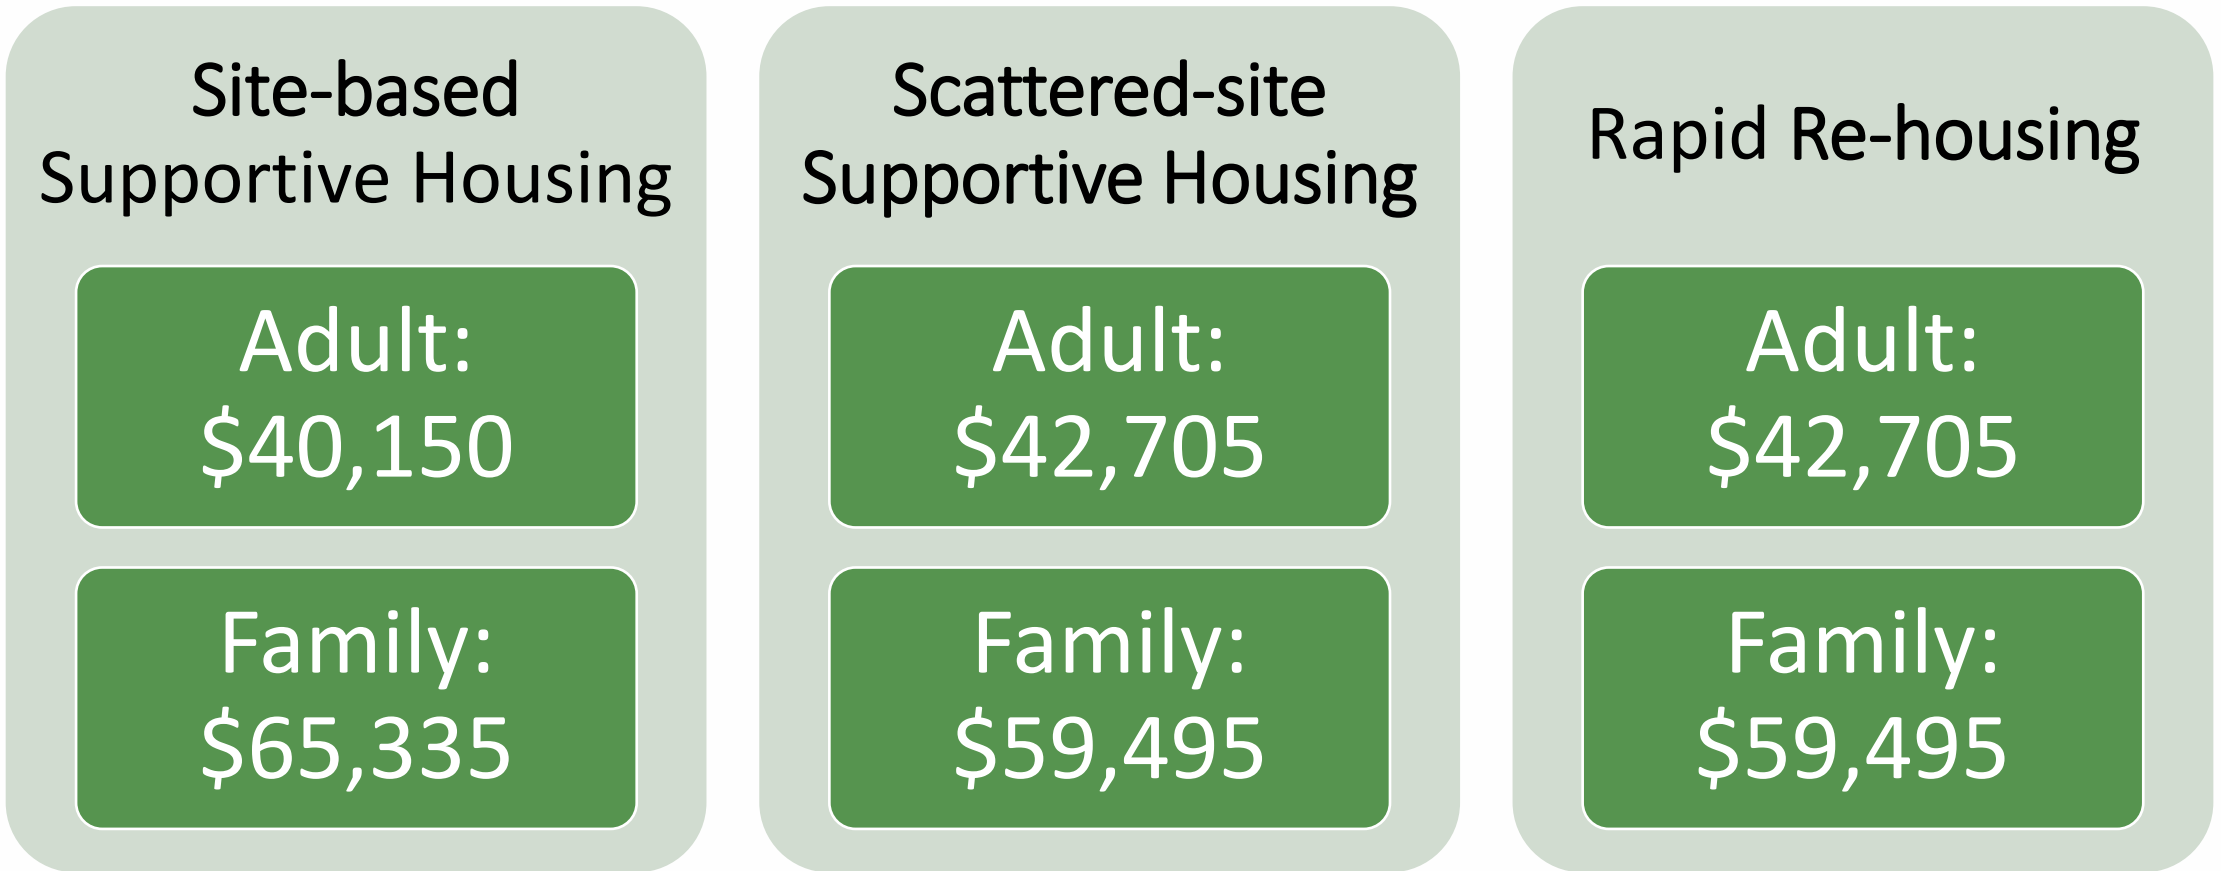 Site-based
Supportive Housing
Adult:
$40,150
Family:
$65,335
Scattered-site
Supportive Housing
Adult:
$42,705
Family:
$59,495
Rapid Re-housing
Adult:
$42,705
Family:
$59,495